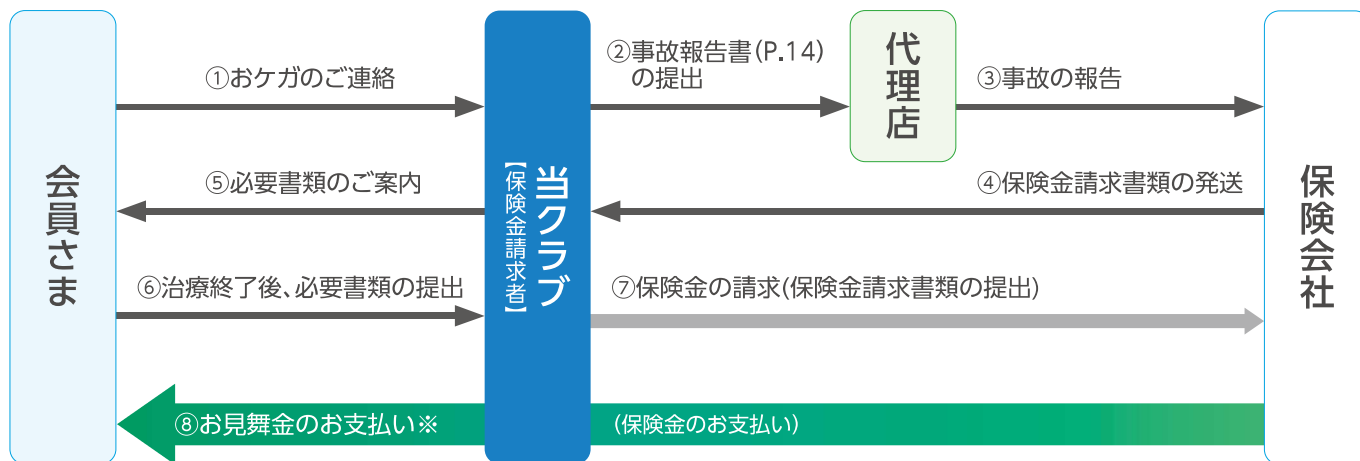 会員さま
①おケガのご連絡
当クラブ
【保険金請求者】
②事故報告書(P.14)
の提出
代理店
③事故の報告
保険会社
④保険金請求書類の発送
⑤必要書類のご案内
⑥治療終了後、必要書類の提出
⑦保険金の請求(保険金請求書類の提出)
⑧お見舞金のお支払い※
(保険金のお支払い)